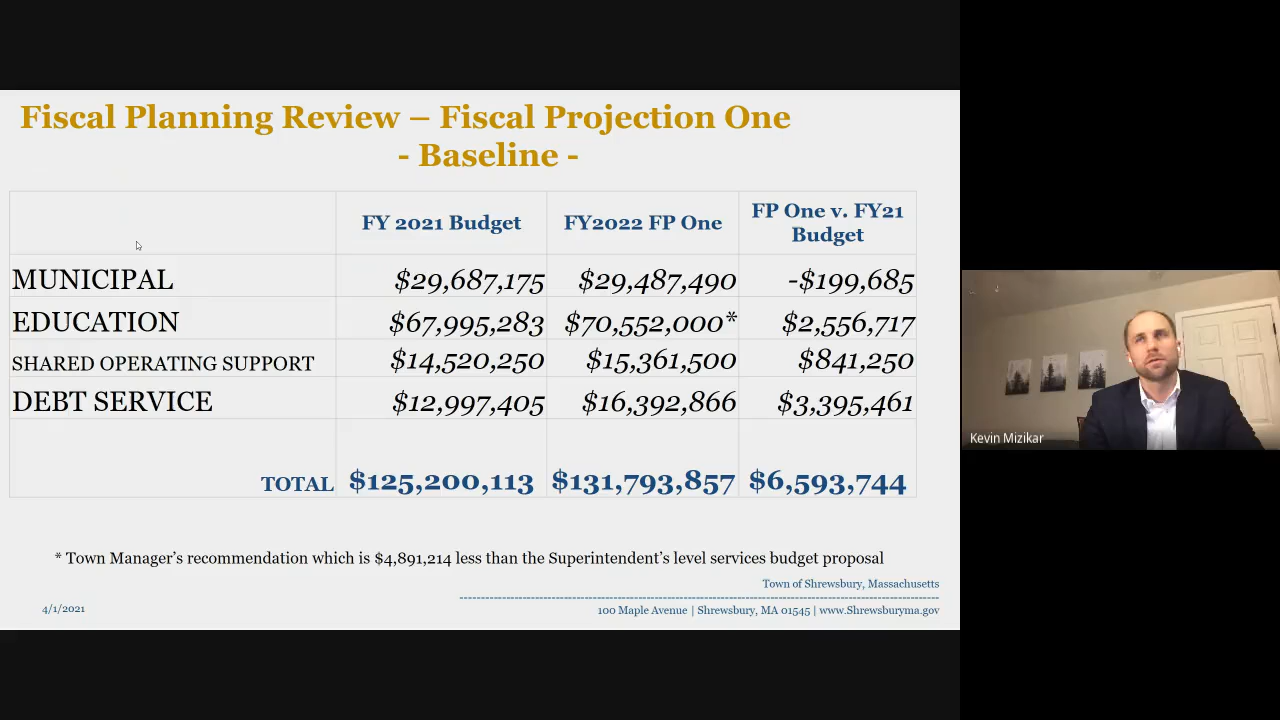 Fiscal Planning Review – Fiscal Projection One
- Baseline -
FY 2021 Budget FY2022 FP One FP One v. FY21 Budget
MUNICIPAL $29,687,175 $29,487,490 -$199,685
EDUCATION $67,995,283 $70,552,000* $2,556,717
SHARED OPERATING SUPPORT $14,520,250 $15,361,500 $841,250
DEBT SERVICE $12,997,405 $16,392,866 $3,395,461
TOTAL $125,200,113 $131,793,857 $6,593,744
* Town Manager’s recommendation which is $4,891,214 less than the Superintendent’s level services budget proposal
Town of Shrewsbury, Massachusetts
4/1/2021
100 Maple Avenue | Shrewsbury, MA 01545 | www.Shrewsburyma.gov
Kevin Mizikar